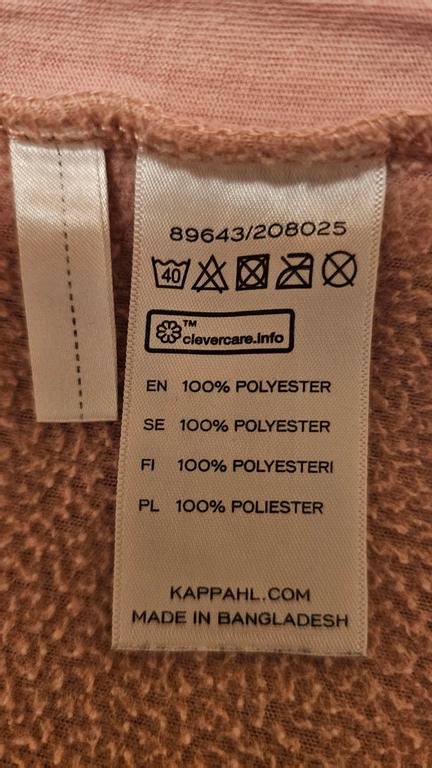 89643/208025
40
™
clevercare.info
EN 100% POLYESTER
SE 100% POLYESTER
FI 100% POLYESTERI
PL 100% POLIESTER
KAPPAHL.COM
MADE IN BANGLADESH